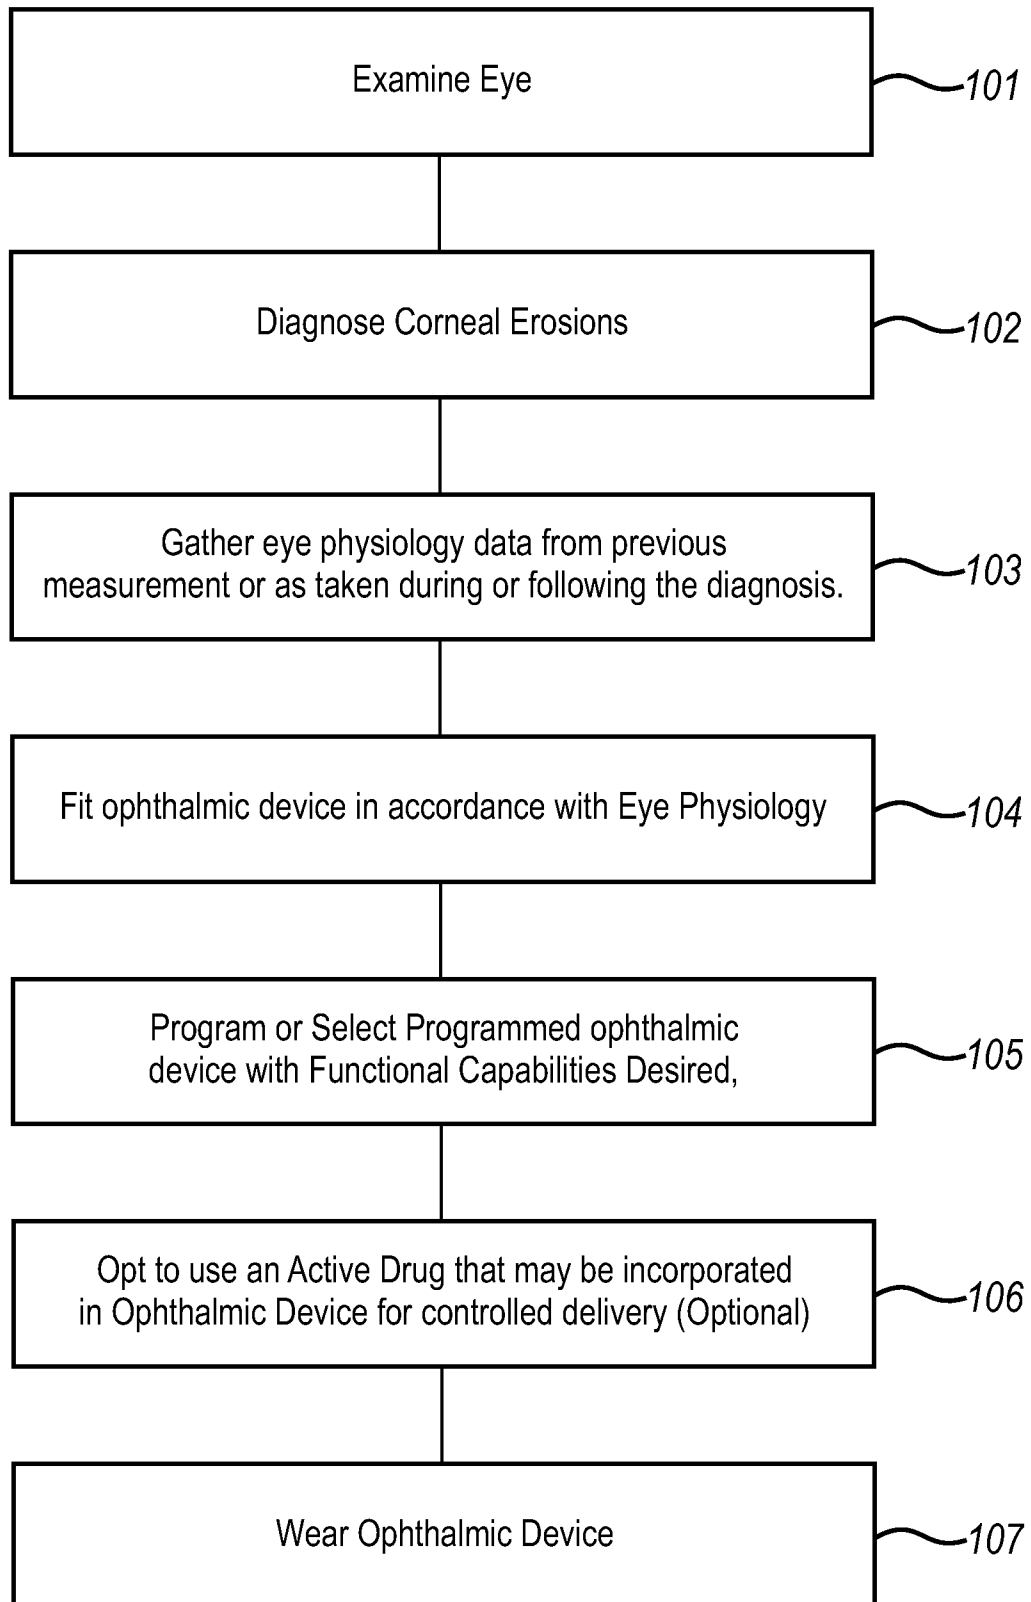 Examine Eye
101
Diagnose Corneal Erosions
102
Gather eye physiology data from previous
measurement or as taken during or following the diagnosis.
103
Fit ophthalmic device in accordance with Eye Physiology
104
Program or Select Programmed ophthalmic
device with Functional Capabilities Desired,
105
Opt to use an Active Drug that may be incorporated
in Ophthalmic Device for controlled delivery (Optional)
106
Wear Ophthalmic Device
107